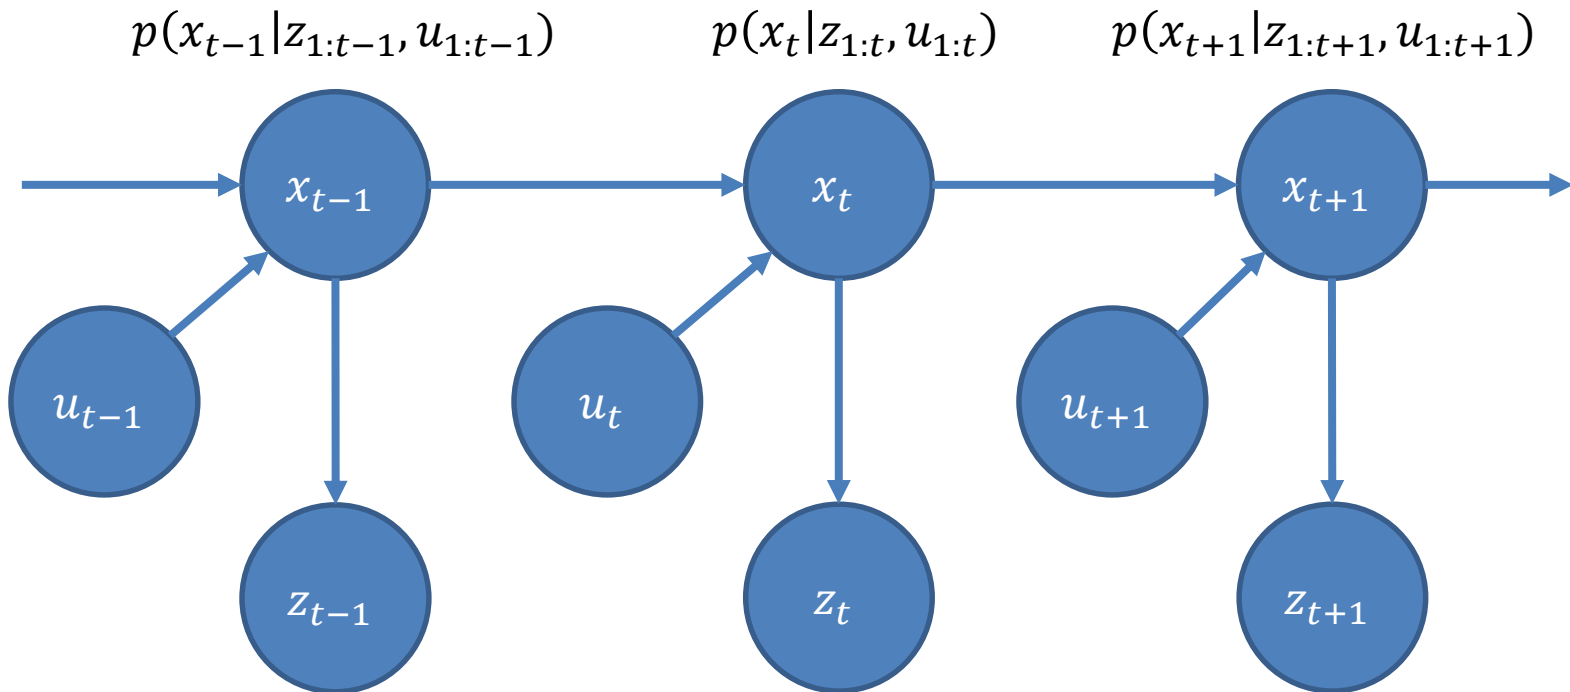 p(x_{t−1}|z_{1:t−1}, u_{1:t−1}) p(x_t|z_{1:t}, u_{1:t}) p(x_{t+1}|z_{1:t+1}, u_{1:t+1})
x_{t−1} x_t x_{t+1}
u_{t−1} u_t u_{t+1}
z_{t−1} z_t z_{t+1}